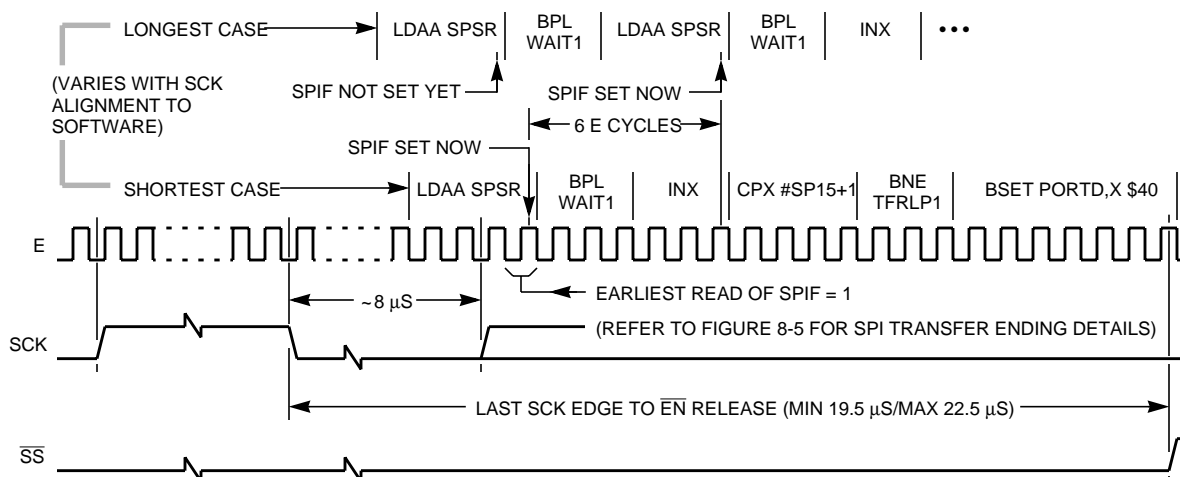 LONGEST CASE
LDAA SPSR
BPL
WAIT1
LDAA SPSR
BPL
WAIT1
INX
•••
(VARIES WITH SCK
ALIGNMENT TO
SOFTWARE)
SPIF NOT SET YET
SPIF SET NOW
6 E CYCLES
SPIF SET NOW
SHORTEST CASE
LDAA SPSR
BPL
WAIT1
INX
CPX #SP15+1
BNE
TFRLP1
BSET PORTD,X $40
E
~8 µS
EARLIEST READ OF SPIF = 1
SCK
(REFER TO FIGURE 8-5 FOR SPI TRANSFER ENDING DETAILS)
LAST SCK EDGE TO E̅N̅ RELEASE (MIN 19.5 µS/MAX 22.5 µS)
S̅S̅